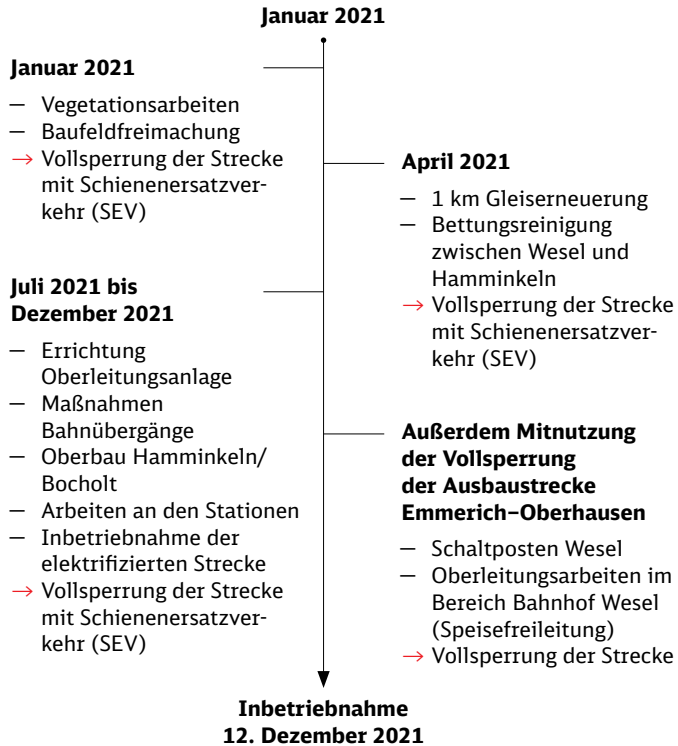 Januar 2021
Januar 2021
— Vegetationsarbeiten
— Baufeldfreimachung
→ Vollsperrung der Strecke
mit Schienenersatzver-
kehr (SEV)
April 2021
— 1 km Gleiserneuerung
— Bettungsreinigung
zwischen Wesel und
Hamminkeln
→ Vollsperrung der Strecke
mit Schienenersatzver-
kehr (SEV)
Juli 2021 bis
Dezember 2021
— Errichtung
Oberleitungsanlage
— Maßnahmen
Bahnübergänge
— Oberbau Hamminkeln/
Bocholt
— Arbeiten an den Stationen
— Inbetriebnahme der
elektrifizierten Strecke
→ Vollsperrung der Strecke
mit Schienenersatzver-
kehr (SEV)
Außerdem Mitnutzung
der Vollsperrung
der Ausbaustrecke
Emmerich–Oberhausen
— Schaltposten Wesel
— Oberleitungsarbeiten im
Bereich Bahnhof Wesel
(Speisefreileitung)
→ Vollsperrung der Strecke
Inbetriebnahme
12. Dezember 2021